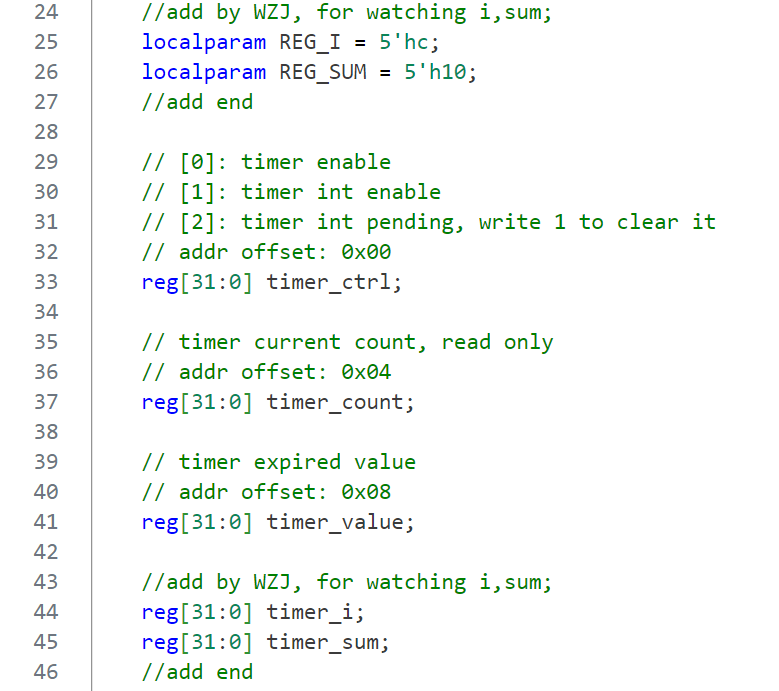 24 //add by WZJ, for watching i,sum;
25 localparam REG_I = 5'hc;
26 localparam REG_SUM = 5'h10;
27 //add end
28
29 // [0]: timer enable
30 // [1]: timer int enable
31 // [2]: timer int pending, write 1 to clear it
32 // addr offset: 0x00
33 reg[31:0] timer_ctrl;
34
35 // timer current count, read only
36 // addr offset: 0x04
37 reg[31:0] timer_count;
38
39 // timer expired value
40 // addr offset: 0x08
41 reg[31:0] timer_value;
42
43 //add by WZJ, for watching i,sum;
44 reg[31:0] timer_i;
45 reg[31:0] timer_sum;
46 //add end